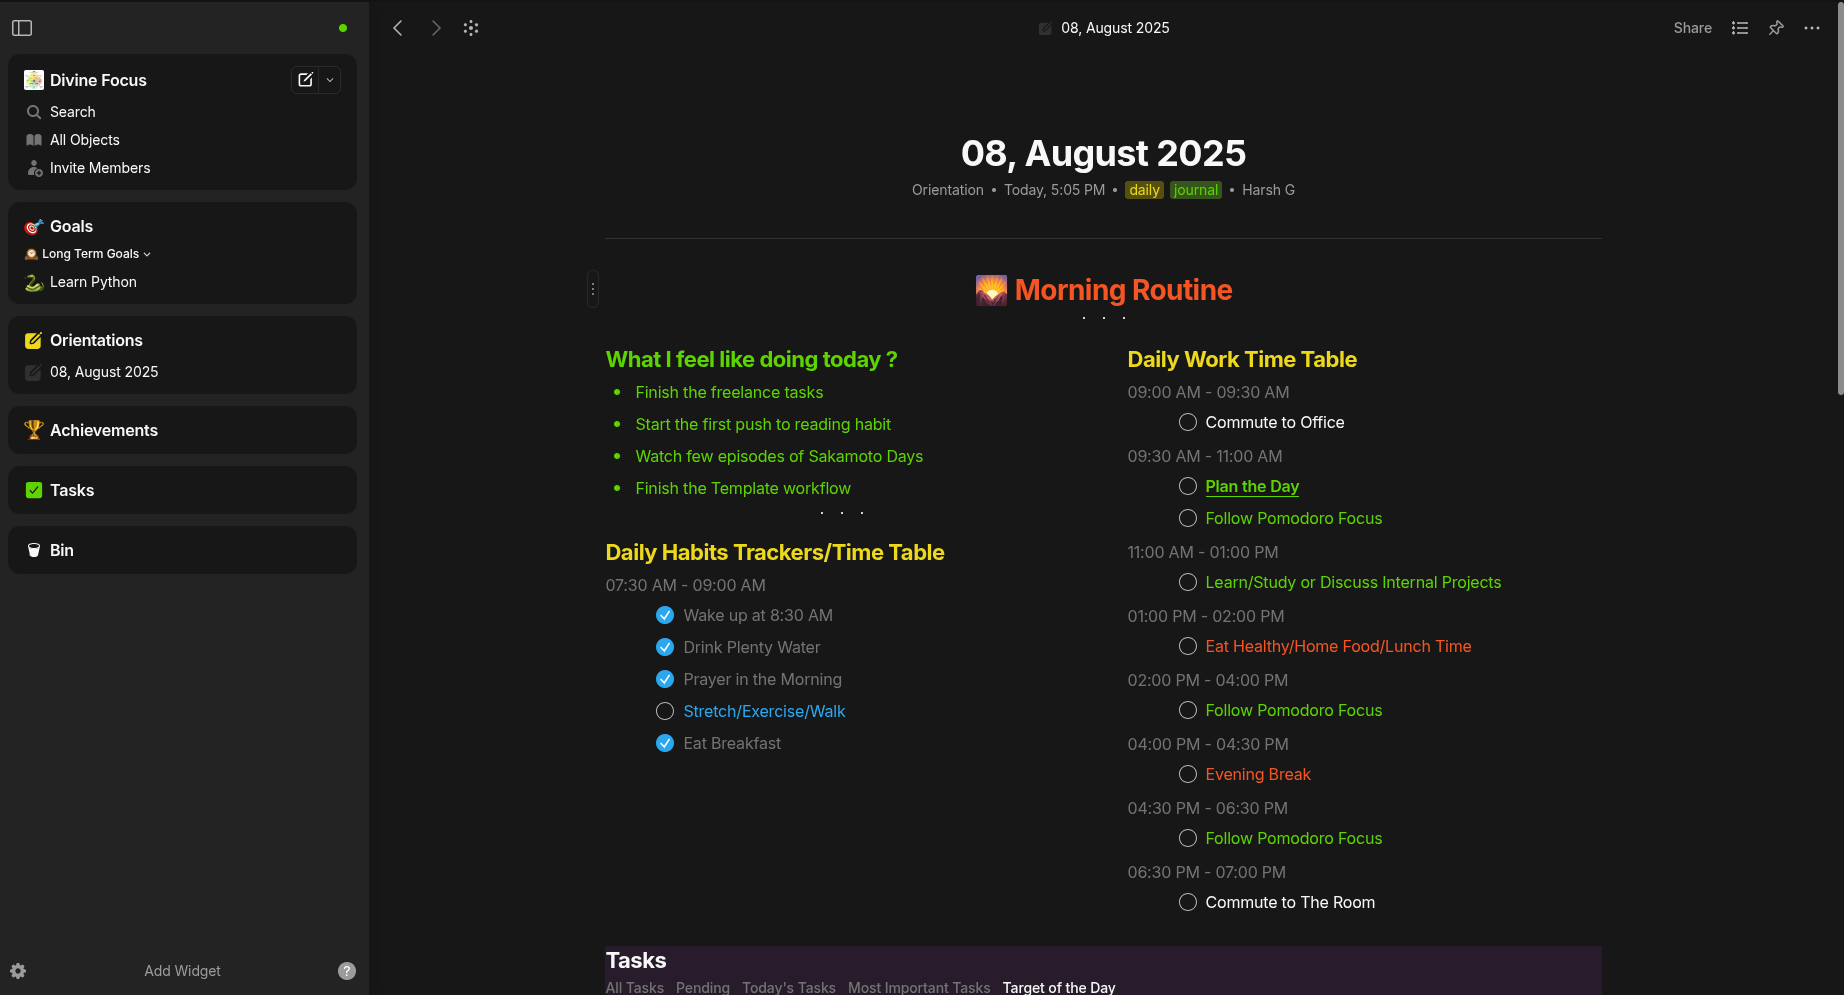 Divine Focus
Search
All Objects
Invite Members
Goals
Long Term Goals
Learn Python
Orientations
08, August 2025
Achievements
Tasks
Bin
Add Widget
?
08, August 2025
Share
08, August 2025
Orientation • Today, 5:05 PM • daily journal • Harsh G
Morning Routine
What I feel like doing today ?
• Finish the freelance tasks
• Start the first push to reading habit
• Watch few episodes of Sakamoto Days
• Finish the Template workflow
Daily Habits Trackers/Time Table
07:30 AM - 09:00 AM
Wake up at 8:30 AM
Drink Plenty Water
Prayer in the Morning
Stretch/Exercise/Walk
Eat Breakfast
Daily Work Time Table
09:00 AM - 09:30 AM
Commute to Office
09:30 AM - 11:00 AM
Plan the Day
Follow Pomodoro Focus
11:00 AM - 01:00 PM
Learn/Study or Discuss Internal Projects
01:00 PM - 02:00 PM
Eat Healthy/Home Food/Lunch Time
02:00 PM - 04:00 PM
Follow Pomodoro Focus
04:00 PM - 04:30 PM
Evening Break
04:30 PM - 06:30 PM
Follow Pomodoro Focus
06:30 PM - 07:00 PM
Commute to The Room
Tasks
All Tasks Pending Today's Tasks Most Important Tasks Target of the Day